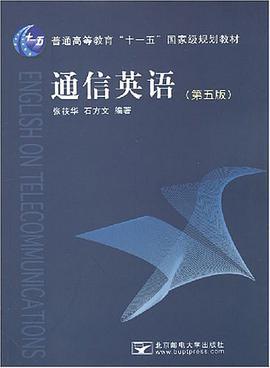 十一五
普通高等教育“十一五”国家级规划教材
通信英语
(第五版)
张筱华 石方文 编著
ENGLISH ON TELECOMMUNICATIONS
北京邮电大学出版社
www.buptpress.com